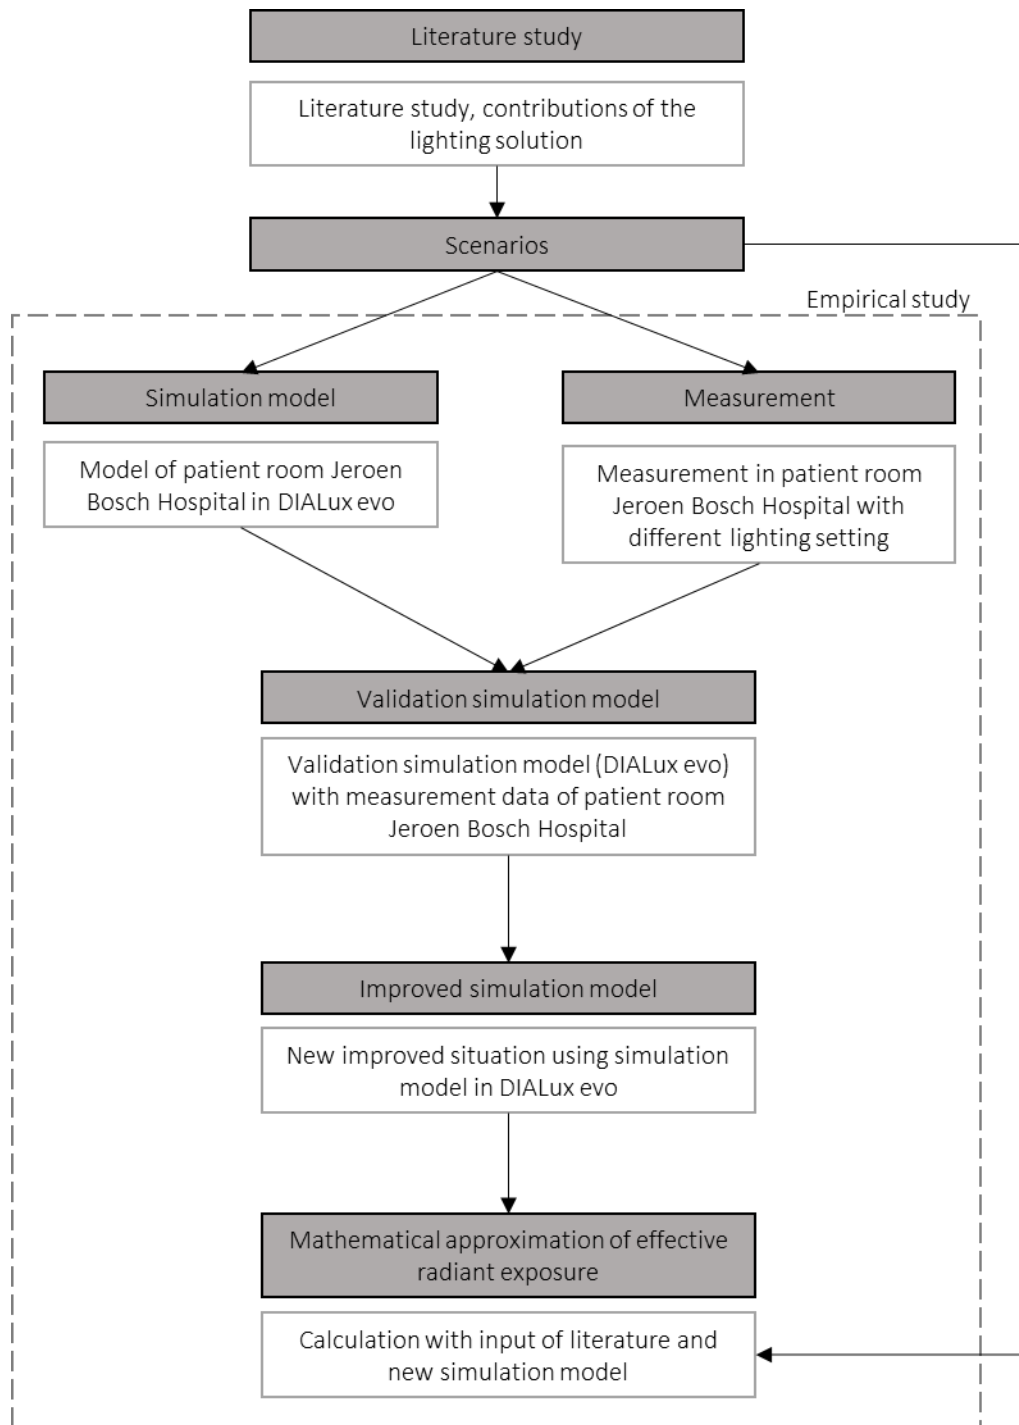 Literature study
Literature study, contributions of the
lighting solution
Scenarios
Empirical study
Simulation model
Model of patient room Jeroen
Bosch Hospital in DIALux evo
Measurement
Measurement in patient room
Jeroen Bosch Hospital with
different lighting setting
Validation simulation model
Validation simulation model (DIALux evo)
with measurement data of patient room
Jeroen Bosch Hospital
Improved simulation model
New improved situation using simulation
model in DIALux evo
Mathematical approximation of effective
radiant exposure
Calculation with input of literature and
new simulation model